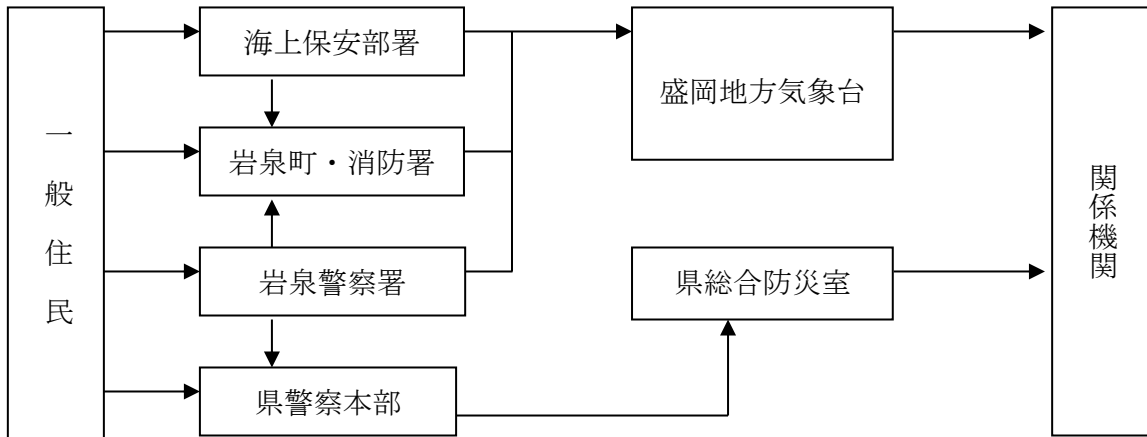 一般住民
海上保安部署
岩泉町・消防署
岩泉警察署
県警察本部
盛岡地方気象台
県総合防災室
関係機関